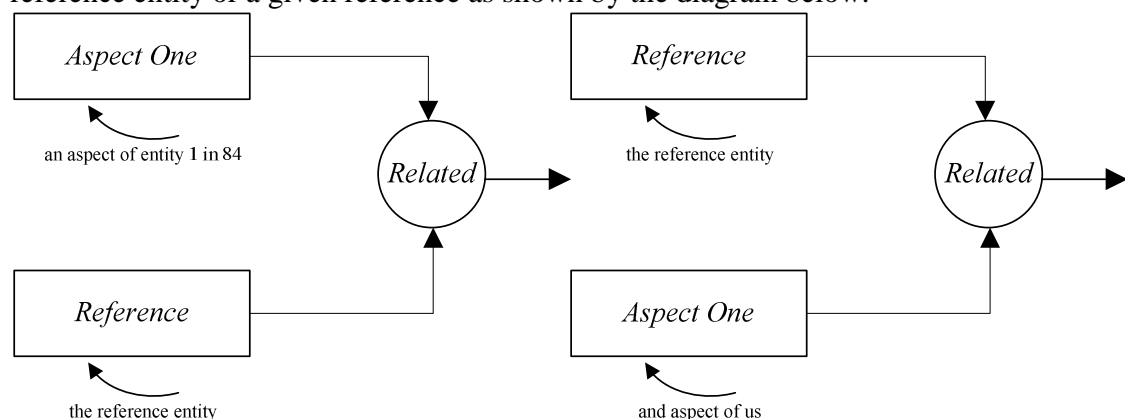 reference entity of a given reference as shown by the diagram below.
Aspect One
Reference
an aspect of entity 1 in 84
the reference entity
Related
Related
Reference
Aspect One
the reference entity
and aspect of us